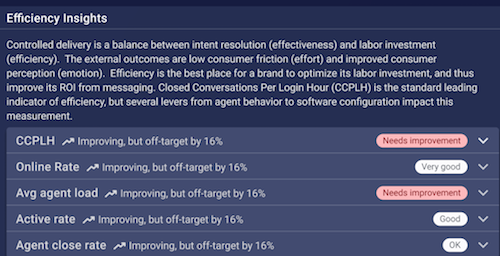 Efficiency Insights
Controlled delivery is a balance between intent resolution (effectiveness) and labor investment
(efficiency). The external outcomes are low consumer friction (effort) and improved consumer
perception (emotion). Efficiency is the best place for a brand to optimize its labor investment, and thus
improve its ROI from messaging. Closed Conversations Per Login Hour (CCPLH) is the standard leading
indicator of efficiency, but several levers from agent behavior to software configuration impact this
measurement.
CCPLH Improving, but off-target by 16% Needs improvement
Online Rate Improving, but off-target by 16% Very good
Avg agent load Improving, but off-target by 16% Needs improvement
Active rate Improving, but off-target by 16% Good
Agent close rate Improving, but off-target by 16% OK